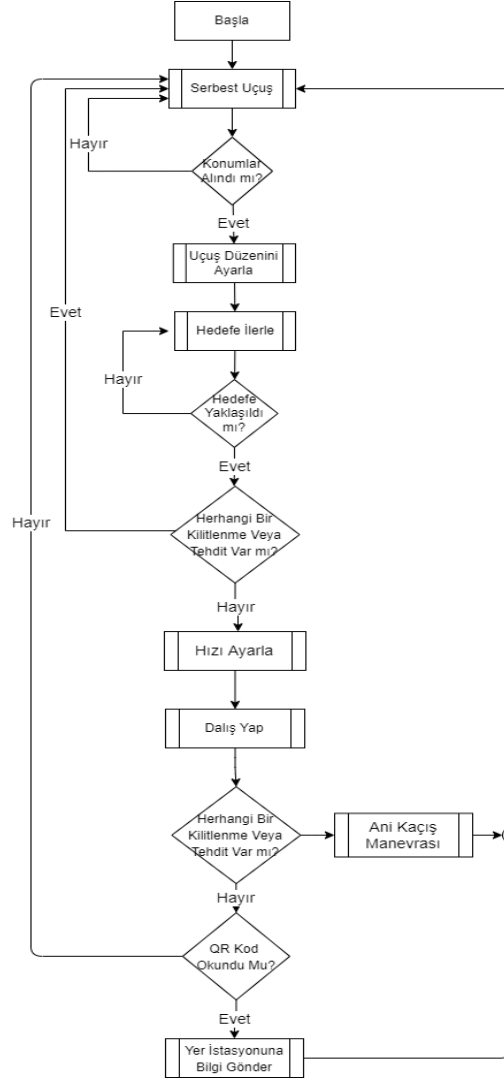 Başla
Serbest Uçuş
Hayır
Konumlar
Alındı mı?
Evet
Uçuş Düzenini
Ayarla
Evet
Hedefe İlerle
Hayır
Hedefe
Yaklaşıldı
mı?
Evet
Hayır
Herhangi Bir
Kilitlenme Veya
Tehdit Var mı?
Hayır
Hızı Ayarla
Dalış Yap
Herhangi Bir
Kilitlenme Veya
Tehdit Var mı?
Ani Kaçış
Manevrası
Hayır
QR Kod
Okundu Mu?
Evet
Yer İstasyonuna
Bilgi Gönder